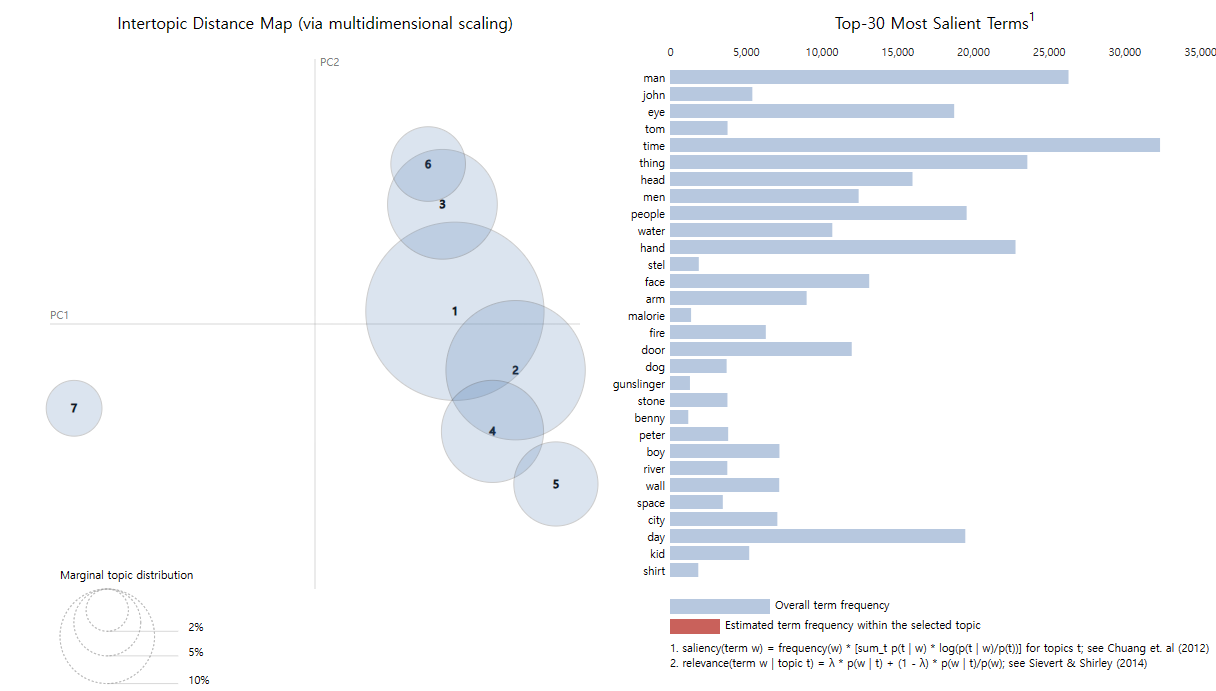 Intertopic Distance Map (via multidimensional scaling)
PC2
PC1
6
3
1
2
4
5
7
Marginal topic distribution
2%
5%
10%
Top-30 Most Salient Terms1
0 5,000 10,000 15,000 20,000 25,000 30,000 35,000
man
john
eye
tom
time
thing
head
men
people
water
hand
stel
face
arm
malorie
fire
door
dog
gunslinger
stone
benny
peter
boy
river
wall
space
city
day
kid
shirt
Overall term frequency
Estimated term frequency within the selected topic
1. saliency(term w) = frequency(w) * [sum_t p(t | w) * log(p(t | w)/p(t))] for topics t; see Chuang et. al (2012)
2. relevance(term w | topic t) = λ * p(w | t) + (1 - λ) * p(w | t)/p(w); see Sievert & Shirley (2014)